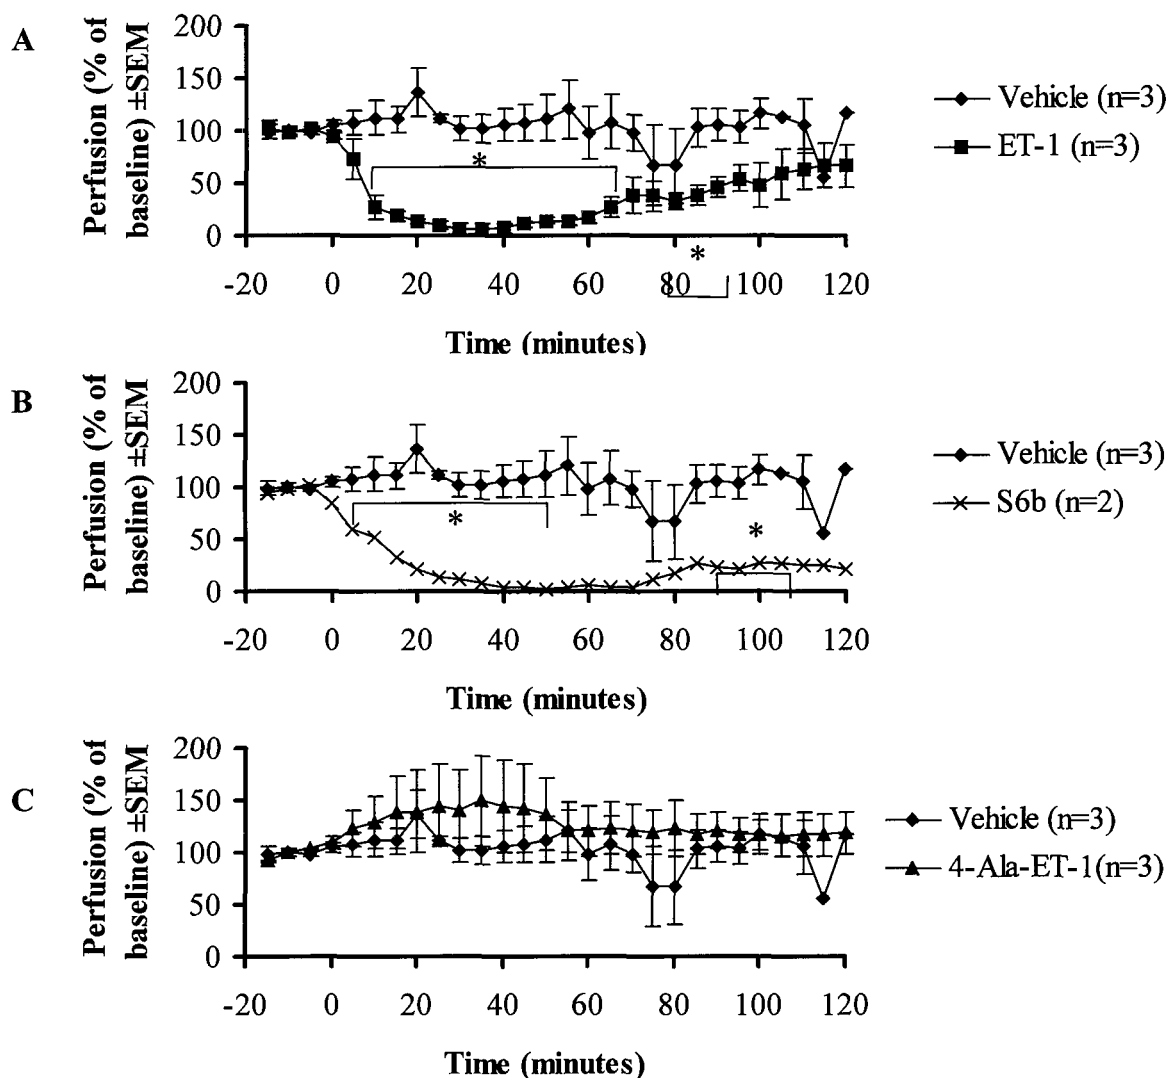 A
Perfusion (% of
baseline) ±SEM
200
150
100
50
0
*
*
-20 0 20 40 60 80 100 120
Time (minutes)
Vehicle (n=3)
ET-1 (n=3)
B
Perfusion (% of
baseline) ±SEM
200
150
100
50
0
*
*
-20 0 20 40 60 80 100 120
Time (minutes)
Vehicle (n=3)
S6b (n=2)
C
Perfusion (% of
baseline) ±SEM
200
150
100
50
0
-20 0 20 40 60 80 100 120
Time (minutes)
Vehicle (n=3)
4-Ala-ET-1(n=3)